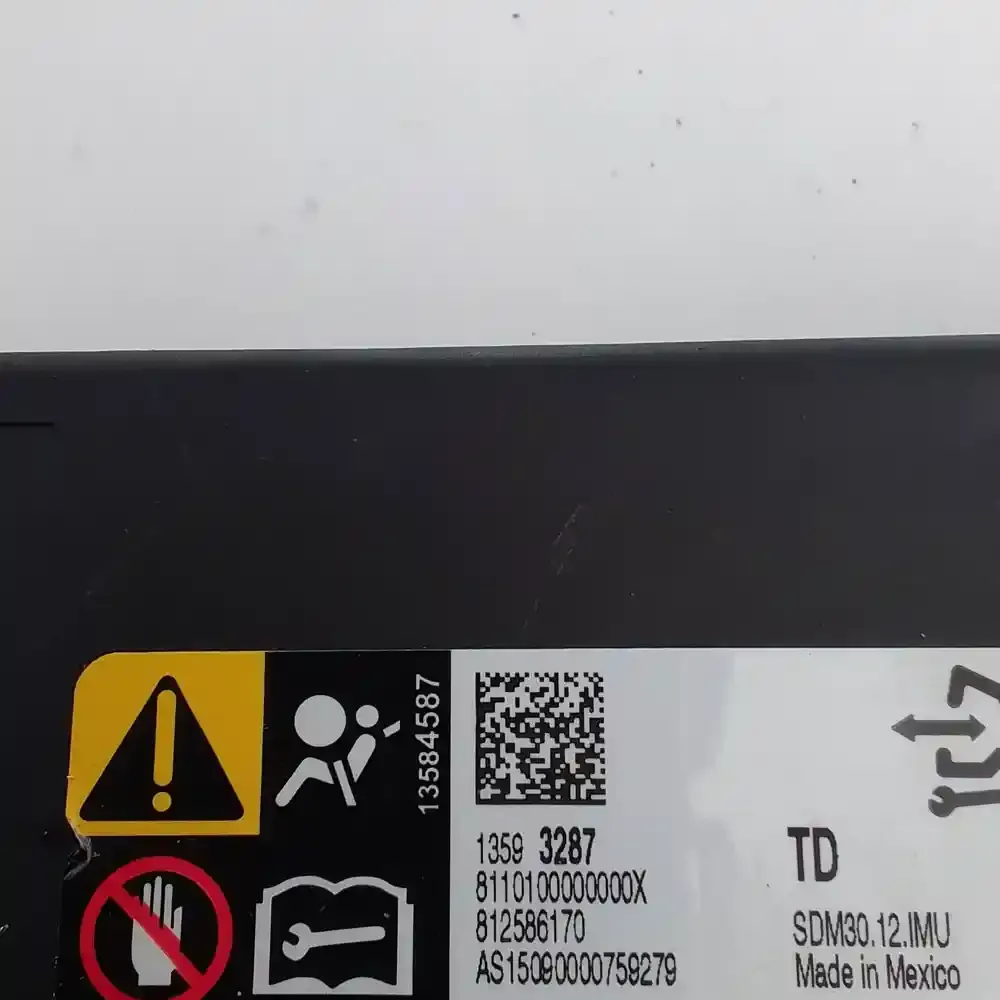 13584587
1359 3287
8110100000000X
812586170
AS15090000759279
TD
SDM30.12.IMU
Made in Mexico